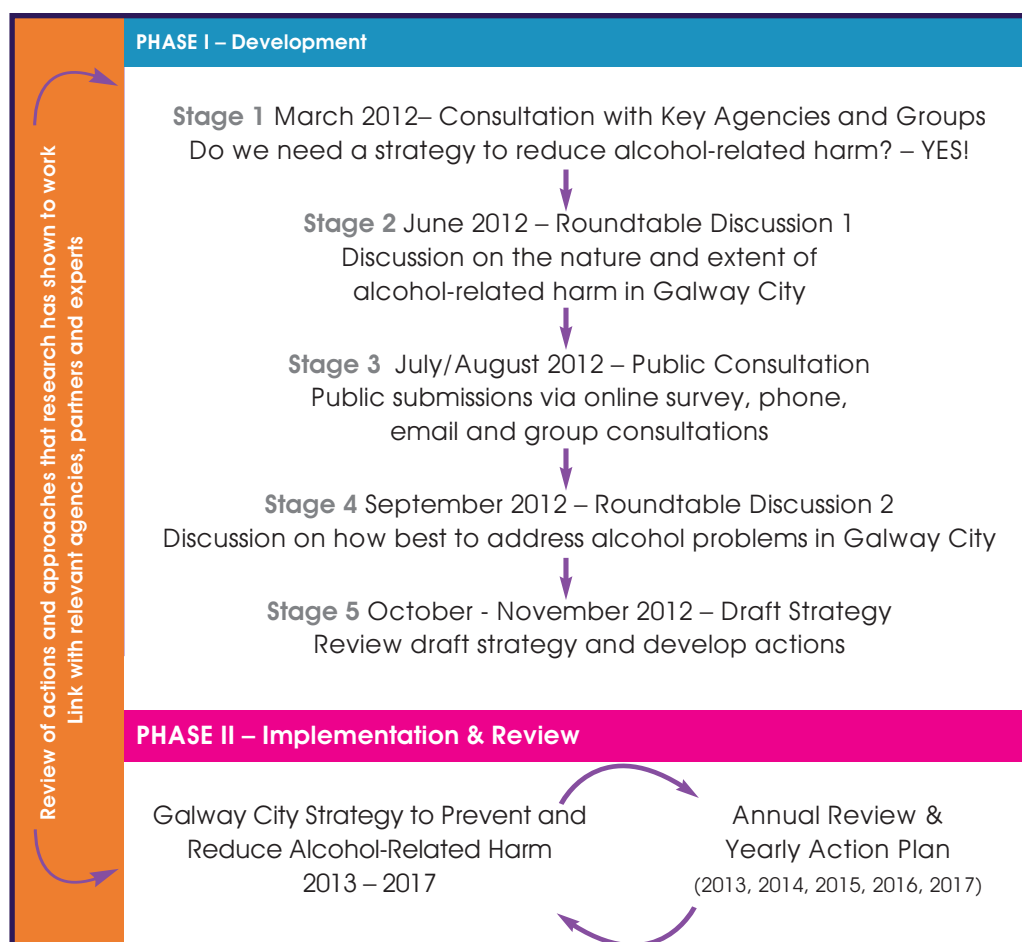 PHASE I – Development
Stage 1 March 2012– Consultation with Key Agencies and Groups
Do we need a strategy to reduce alcohol-related harm? – YES!
Stage 2 June 2012 – Roundtable Discussion 1
Discussion on the nature and extent of
alcohol-related harm in Galway City
Stage 3 July/August 2012 – Public Consultation
Public submissions via online survey, phone,
email and group consultations
Stage 4 September 2012 – Roundtable Discussion 2
Discussion on how best to address alcohol problems in Galway City
Stage 5 October - November 2012 – Draft Strategy
Review draft strategy and develop actions
PHASE II – Implementation & Review
Galway City Strategy to Prevent and
Reduce Alcohol-Related Harm
2013 – 2017
Annual Review &
Yearly Action Plan
(2013, 2014, 2015, 2016, 2017)
Review of actions and approaches that research has shown to work
Link with relevant agencies, partners and experts